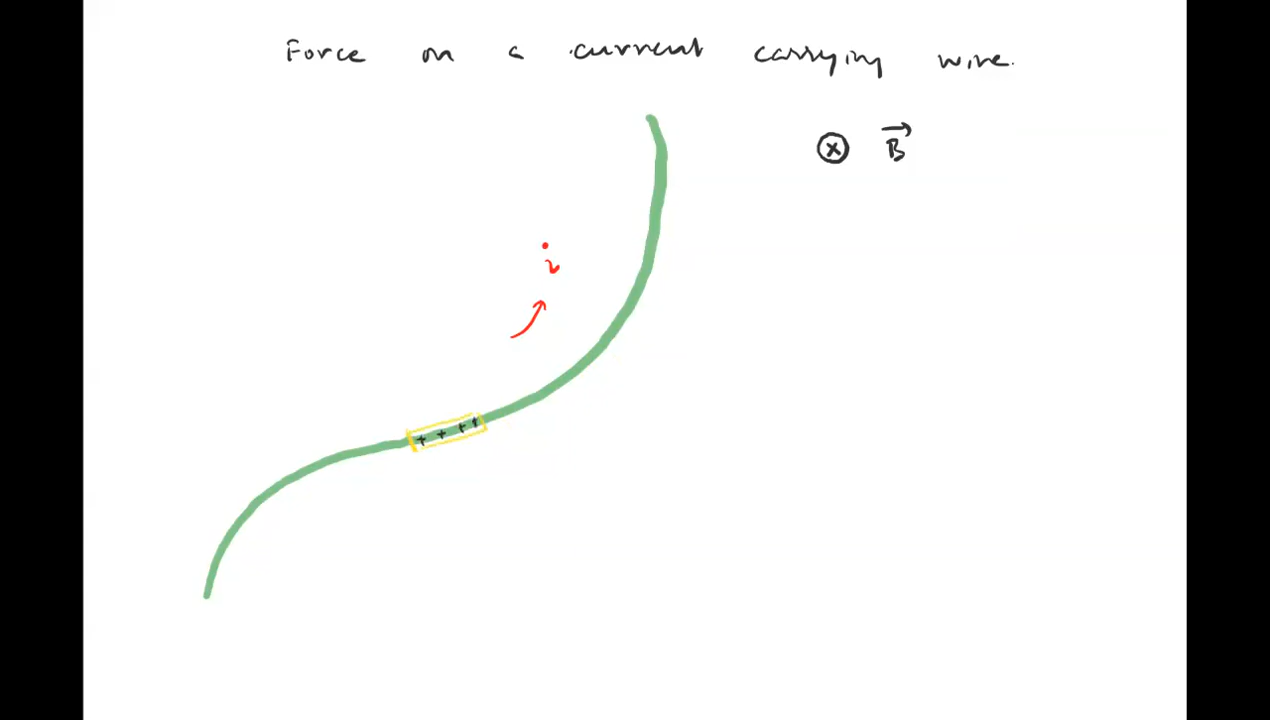 Force on a current carrying wire.
⊗ B⃗
i
+ + + +